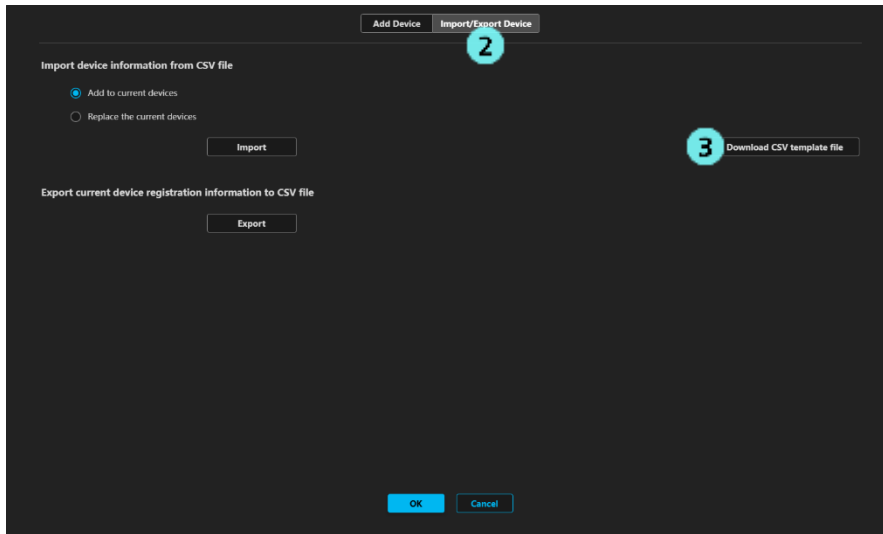 Add Device Import/Export Device
2
Import device information from CSV file
Add to current devices
Replace the current devices
Import 3 Download CSV template file
Export current device registration information to CSV file
Export
OK Cancel